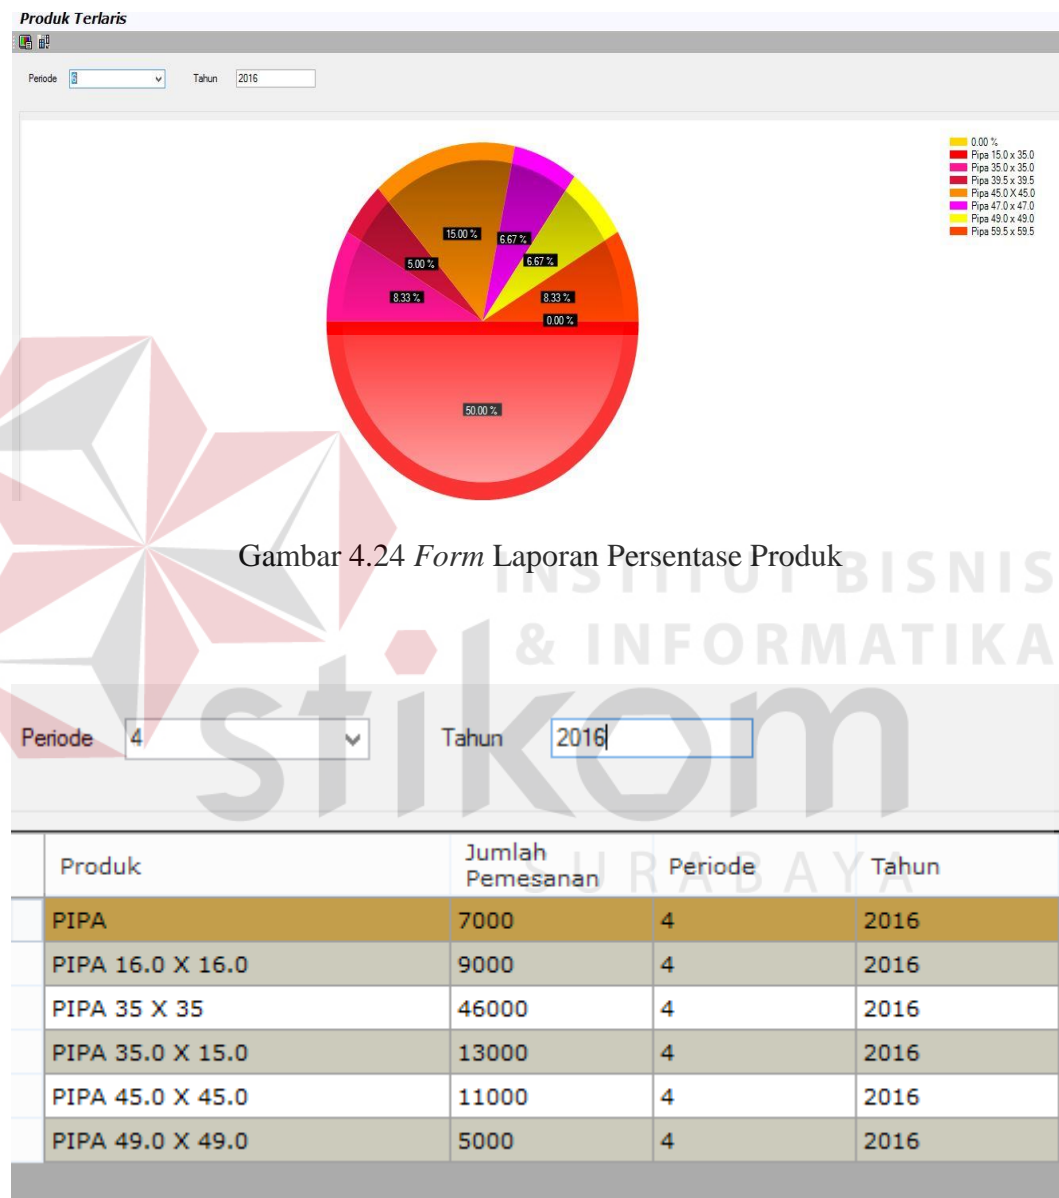 Produk Terlaris
Periode 6 Tahun 2016
0.00 %
Pipa 15.0 x 35.0
Pipa 35.0 x 35.0
Pipa 39.5 x 39.5
Pipa 45.0 X 45.0
Pipa 47.0 x 47.0
Pipa 49.0 x 49.0
Pipa 59.5 x 59.5
15.00 %
6.67 %
5.00 %
6.67 %
8.33 %
8.33 %
0.00 %
50.00 %
Gambar 4.24 Form Laporan Persentase Produk
INSTITUT BISNIS
& INFORMATIKA
stikom
SURABAYA
Periode 4 Tahun 2016
Produk Jumlah Pemesanan Periode Tahun
PIPA 7000 4 2016
PIPA 16.0 X 16.0 9000 4 2016
PIPA 35 X 35 46000 4 2016
PIPA 35.0 X 15.0 13000 4 2016
PIPA 45.0 X 45.0 11000 4 2016
PIPA 49.0 X 49.0 5000 4 2016